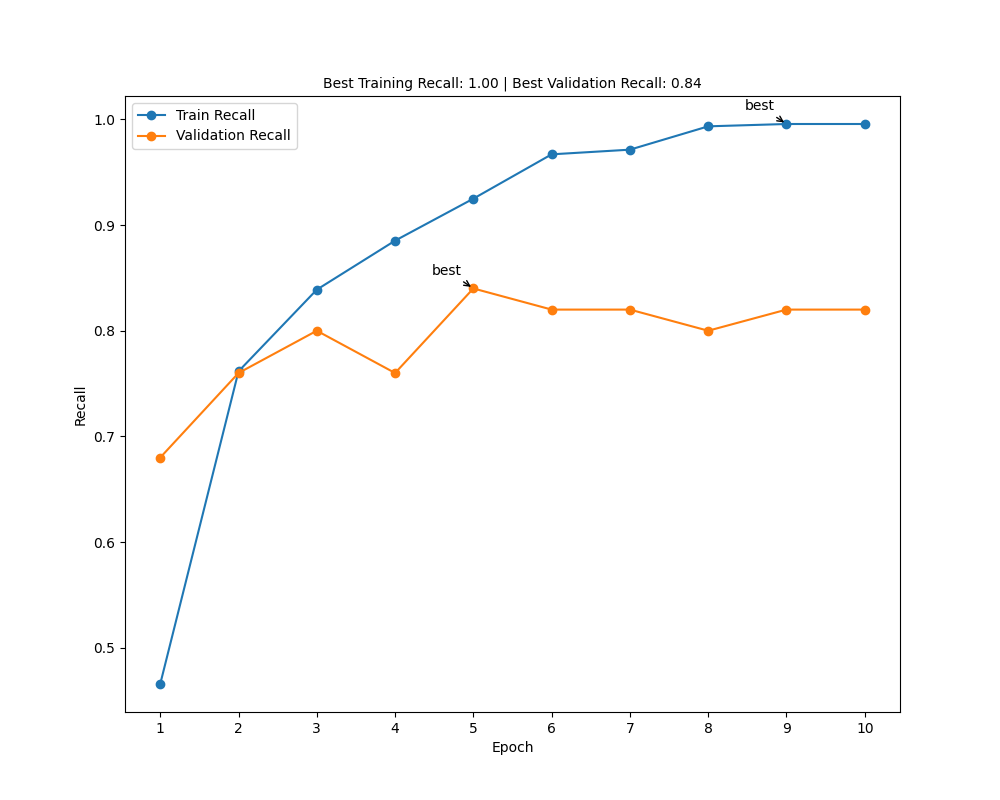 Best Training Recall: 1.00 | Best Validation Recall: 0.84
Train Recall
Validation Recall
best
best
1.0
0.9
0.8
0.7
0.6
0.5
Recall
1 2 3 4 5 6 7 8 9 10
Epoch